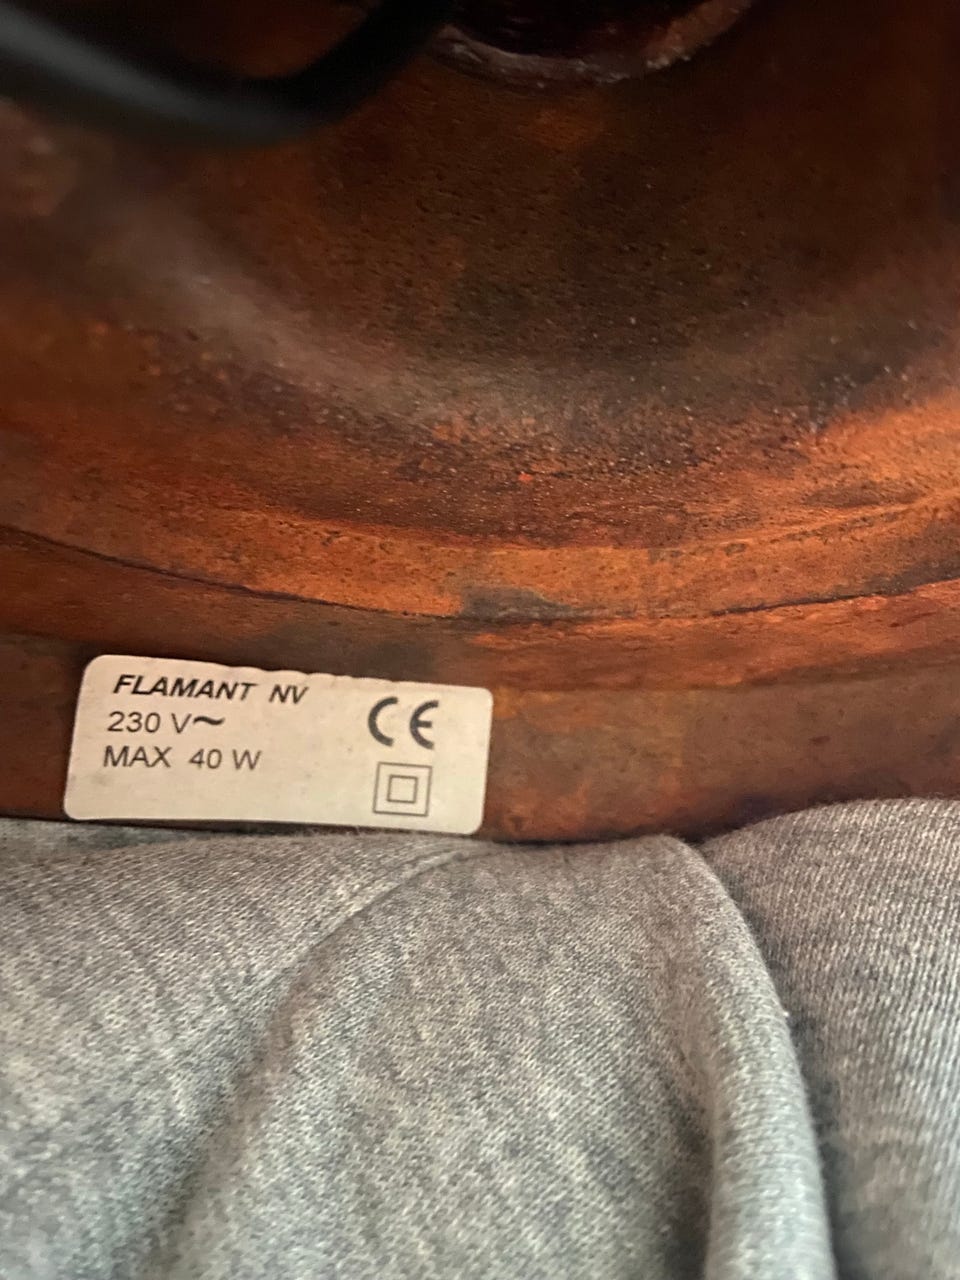 FLAMANT NV
230 V~
MAX 40 W
CE